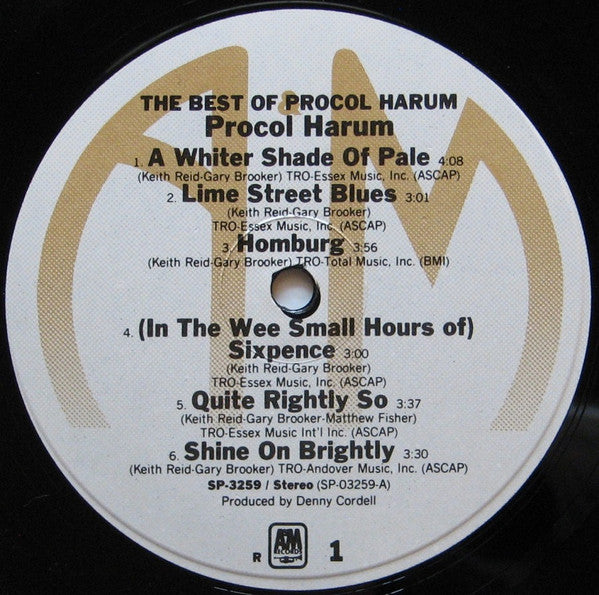 THE BEST OF PROCOL HARUM
Procol Harum
1. A Whiter Shade Of Pale 4:08
(Keith Reid-Gary Brooker) TRO-Essex Music, Inc. (ASCAP)
2. Lime Street Blues 3:01
(Keith Reid-Gary Brooker)
TRO-Essex Music, Inc. (ASCAP)
3. Homburg 3:56
(Keith Reid-Gary Brooker) TRO-Total Music, Inc. (BMI)
4. (In The Wee Small Hours of)
Sixpence 3:00
(Keith Reid-Gary Brooker)
TRO-Essex Music, Inc. (ASCAP)
5. Quite Rightly So 3:37
(Keith Reid-Gary Brooker-Matthew Fisher)
TRO-Essex Music Int'l Inc. (ASCAP)
6. Shine On Brightly 3:30
(Keith Reid-Gary Brooker) TRO-Andover Music, Inc. (ASCAP)
SP-3259 / Stereo (SP-03259-A)
Produced by Denny Cordell
R A&M RECORDS 1